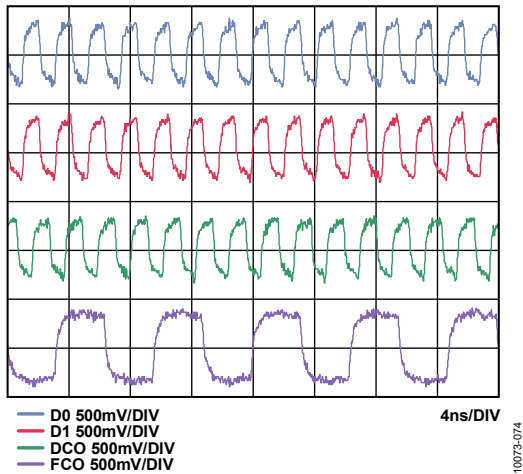 D0 500mV/DIV
D1 500mV/DIV
DCO 500mV/DIV
FCO 500mV/DIV
4ns/DIV
10073-074